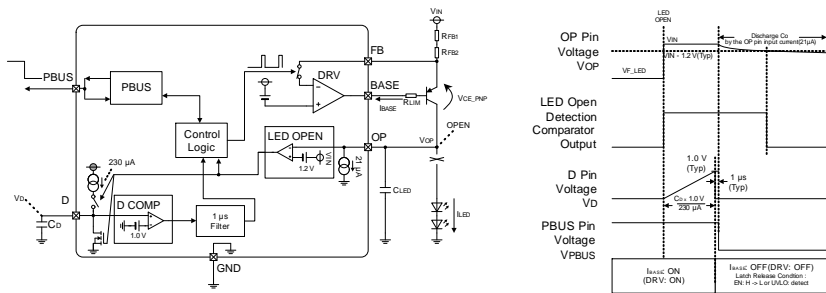 VIN
RFB1
RFB2
FB
PBUS
PBUS
DRV
BASE
IBASE
RLIM
VCE_PNP
Control
Logic
LED OPEN
VIN
1.2 V
21 µA
OP
VOP
OPEN
230 µA
VD
D
CD
D COMP
1.0 V
1 µs
Filter
CLED
ILED
GND
LED
OPEN
OP Pin
Voltage
VOP
VIN
Discharge Co
by the OP pin input current(21µA)
VIN - 1.2 V(Typ)
VF_LED
LED Open
Detection
Comparator
Output
D Pin
Voltage
VD
1.0 V
(Typ)
1 µs
(Typ)
CD x 1.0 V
230 µA
PBUS Pin
Voltage
VPBUS
IBASE ON
(DRV: ON)
IBASE OFF(DRV: OFF)
Latch Release Condition :
EN: H -> L or UVLO: detect